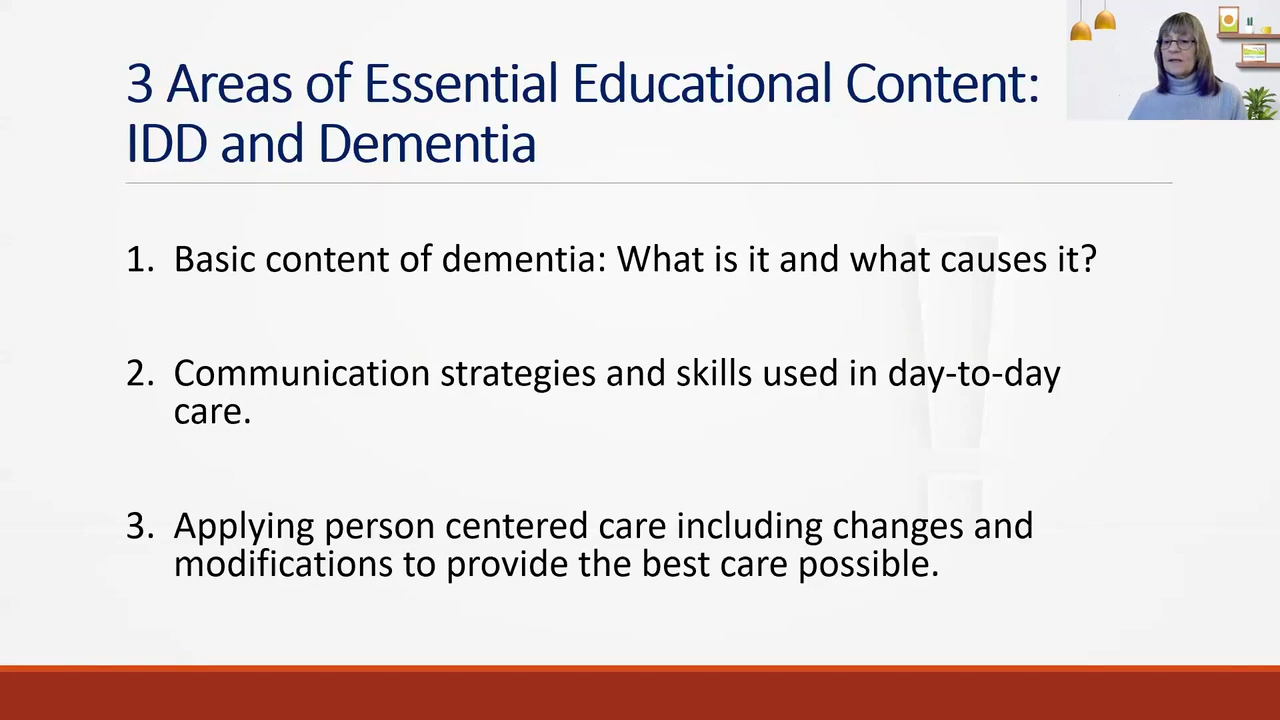 3 Areas of Essential Educational Content:
IDD and Dementia
1. Basic content of dementia: What is it and what causes it?
2. Communication strategies and skills used in day-to-day
care.
3. Applying person centered care including changes and
modifications to provide the best care possible.